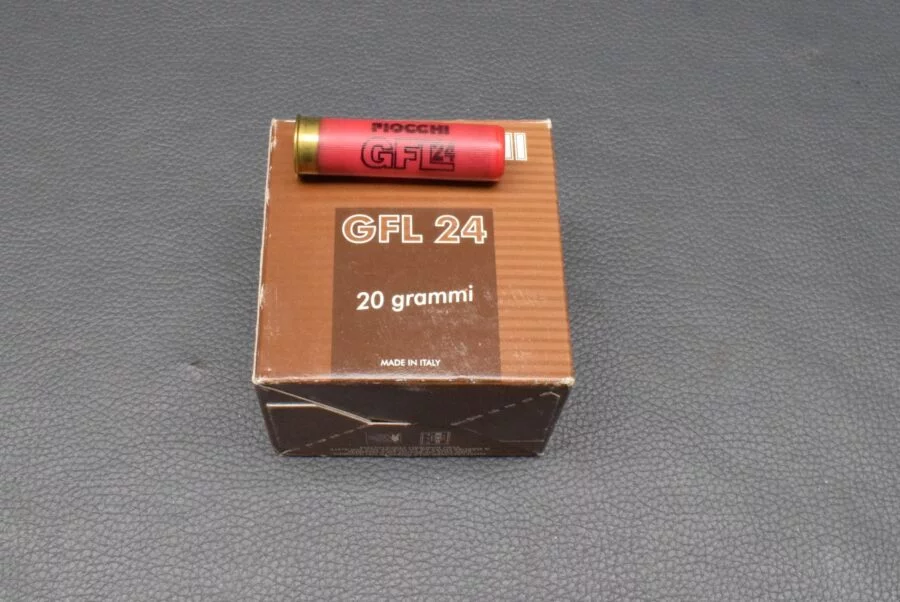 FIOCCHI
GFL 24
GFL 24
20 grammi
MADE IN ITALY